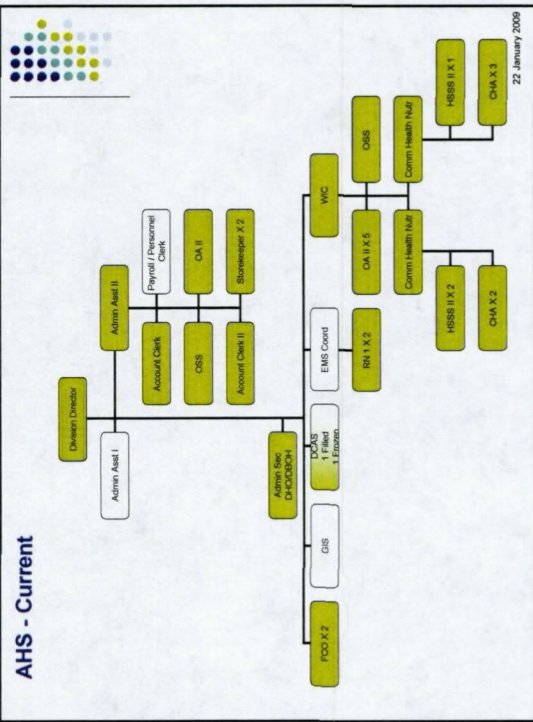 AHS - Current
Division Director
Admin Asst I
Admin Asst II
Account Clerk
Payroll / Personnel
Clerk
OSS
OA II
Account Clerk II
Storekeeper X 2
Admin Sec
DHO/DBOH
FCO X 2
GIS
DCAS
1 Filled
1 Frozen
EMS Coord
WIC
RN 1 X 2
OA II X 5
OSS
Comm Health Nutr
Comm Health Nutr
HSSS II X 2
HSSS II X 1
CHA X 2
CHA X 3
22 January 2009